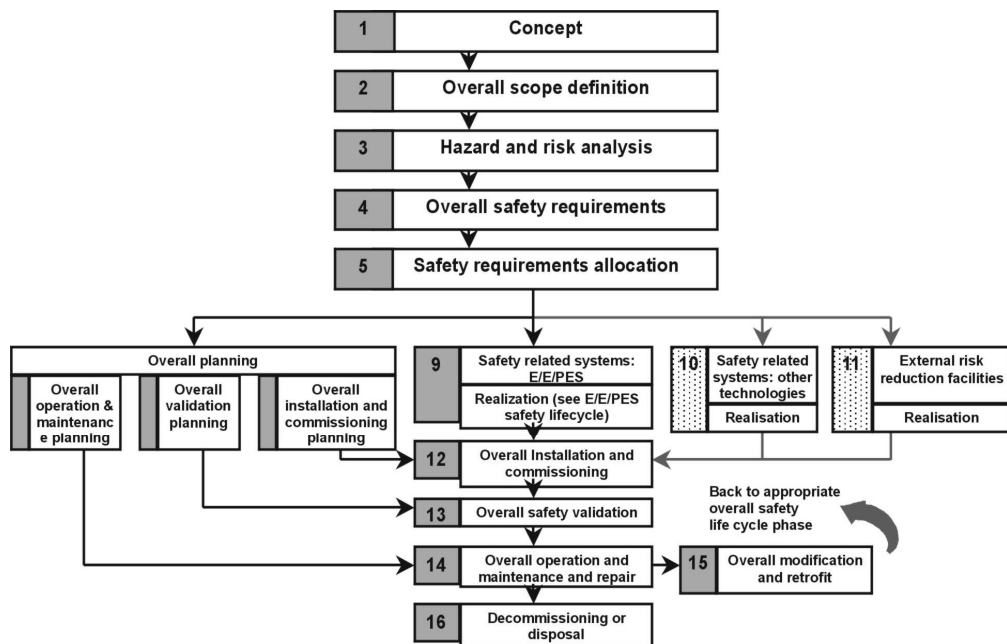 1
Concept
2
Overall scope definition
3
Hazard and risk analysis
4
Overall safety requirements
5
Safety requirements allocation
Overall planning
Overall
operation &
maintenanc
e planning
Overall
validation
planning
Overall
installation and
commissioning
planning
9
Safety related systems:
E/E/PES
Realization (see E/E/PES
safety lifecycle)
10
Safety related
systems: other
technologies
Realisation
11
External risk
reduction facilities
Realisation
12
Overall Installation and
commissioning
13
Overall safety validation
Back to appropriate
overall safety
life cycle phase
14
Overall operation and
maintenance and repair
15
Overall modification
and retrofit
16
Decommissioning or
disposal